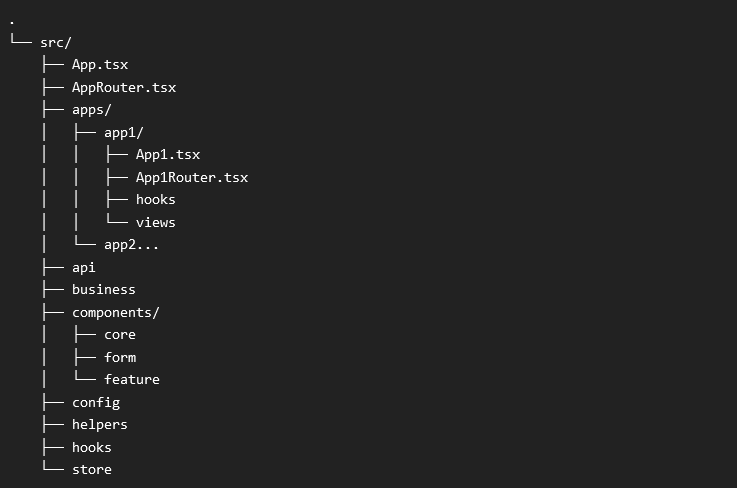 .
└── src/
    ├── App.tsx
    ├── AppRouter.tsx
    ├── apps/
    │   ├── app1/
    │   │   ├── App1.tsx
    │   │   ├── App1Router.tsx
    │   │   ├── hooks
    │   │   └── views
    │   └── app2...
    ├── api
    ├── business
    ├── components/
    │   ├── core
    │   ├── form
    │   └── feature
    ├── config
    ├── helpers
    ├── hooks
    └── store